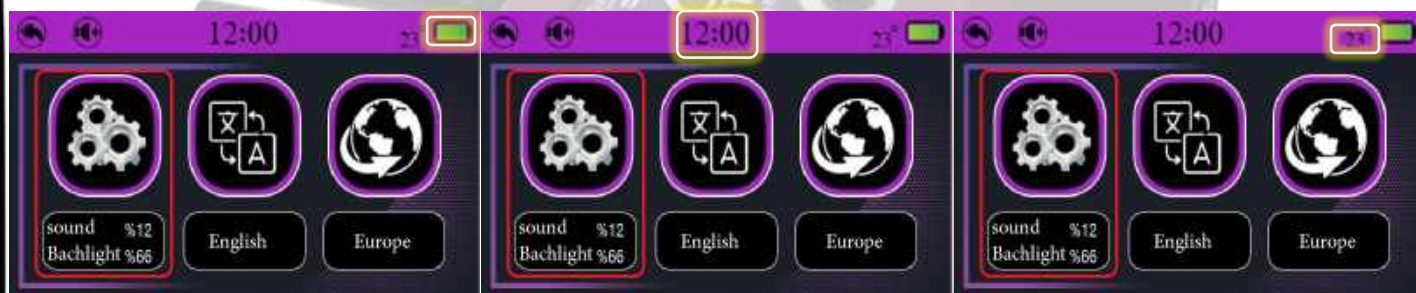 12:00 23°
sound %12
Bachlight %66
English
Europe
12:00 23°
sound %12
Bachlight %66
English
Europe
12:00 23°
sound %12
Bachlight %66
English
Europe